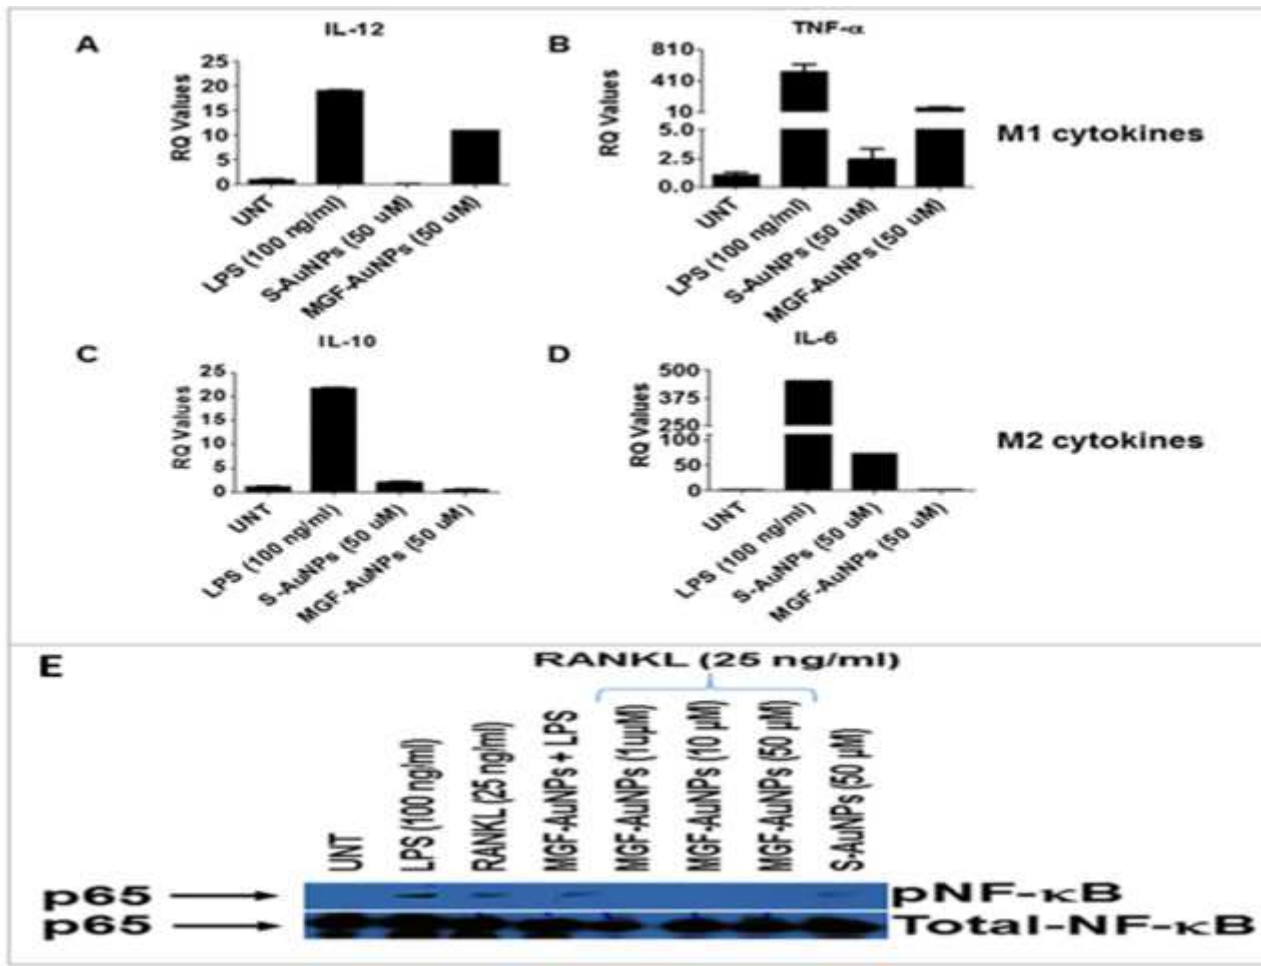 A
IL-12
RQ Values
25
20
15
10
5
0
UNT
LPS (100 ng/ml)
S-AuNPs (50 uM)
MGF-AuNPs (50 uM)
B
TNF-α
RQ Values
810
410
10
5.0
2.5
0.0
UNT
LPS (100 ng/ml)
S-AuNPs (50 uM)
MGF-AuNPs (50 uM)
M1 cytokines
C
IL-10
RQ Values
25
20
15
10
5
0
UNT
LPS (100 ng/ml)
S-AuNPs (50 uM)
MGF-AuNPs (50 uM)
D
IL-6
RQ Values
500
375
250
100
50
0
UNT
LPS (100 ng/ml)
S-AuNPs (50 uM)
MGF-AuNPs (50 uM)
M2 cytokines
E
RANKL (25 ng/ml)
UNT
LPS (100 ng/ml)
RANKL (25 ng/ml)
MGF-AuNPs + LPS
MGF-AuNPs (1uµM)
MGF-AuNPs (10 µM)
MGF-AuNPs (50 µM)
S-AuNPs (50 µM)
p65 pNF-κB
p65 Total-NF-κB